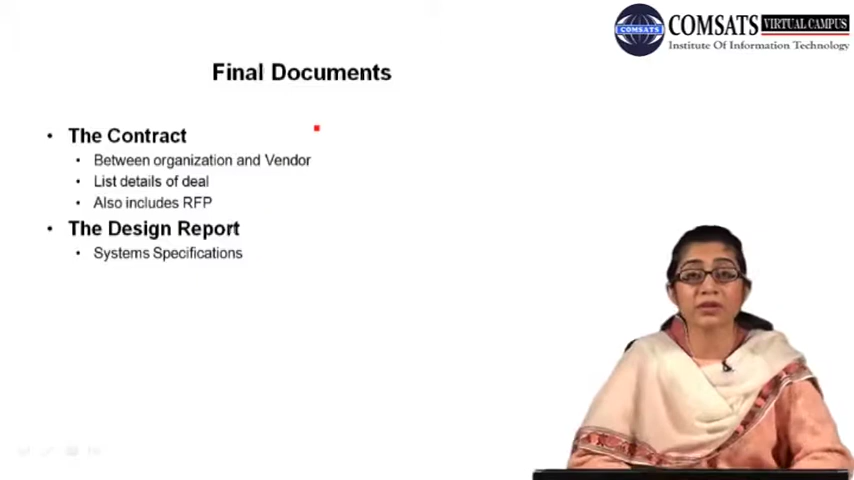 COMSATS VIRTUAL CAMPUS
COMSATS
Institute Of Information Technology
Final Documents
• The Contract
• Between organization and Vendor
• List details of deal
• Also includes RFP
• The Design Report
• Systems Specifications